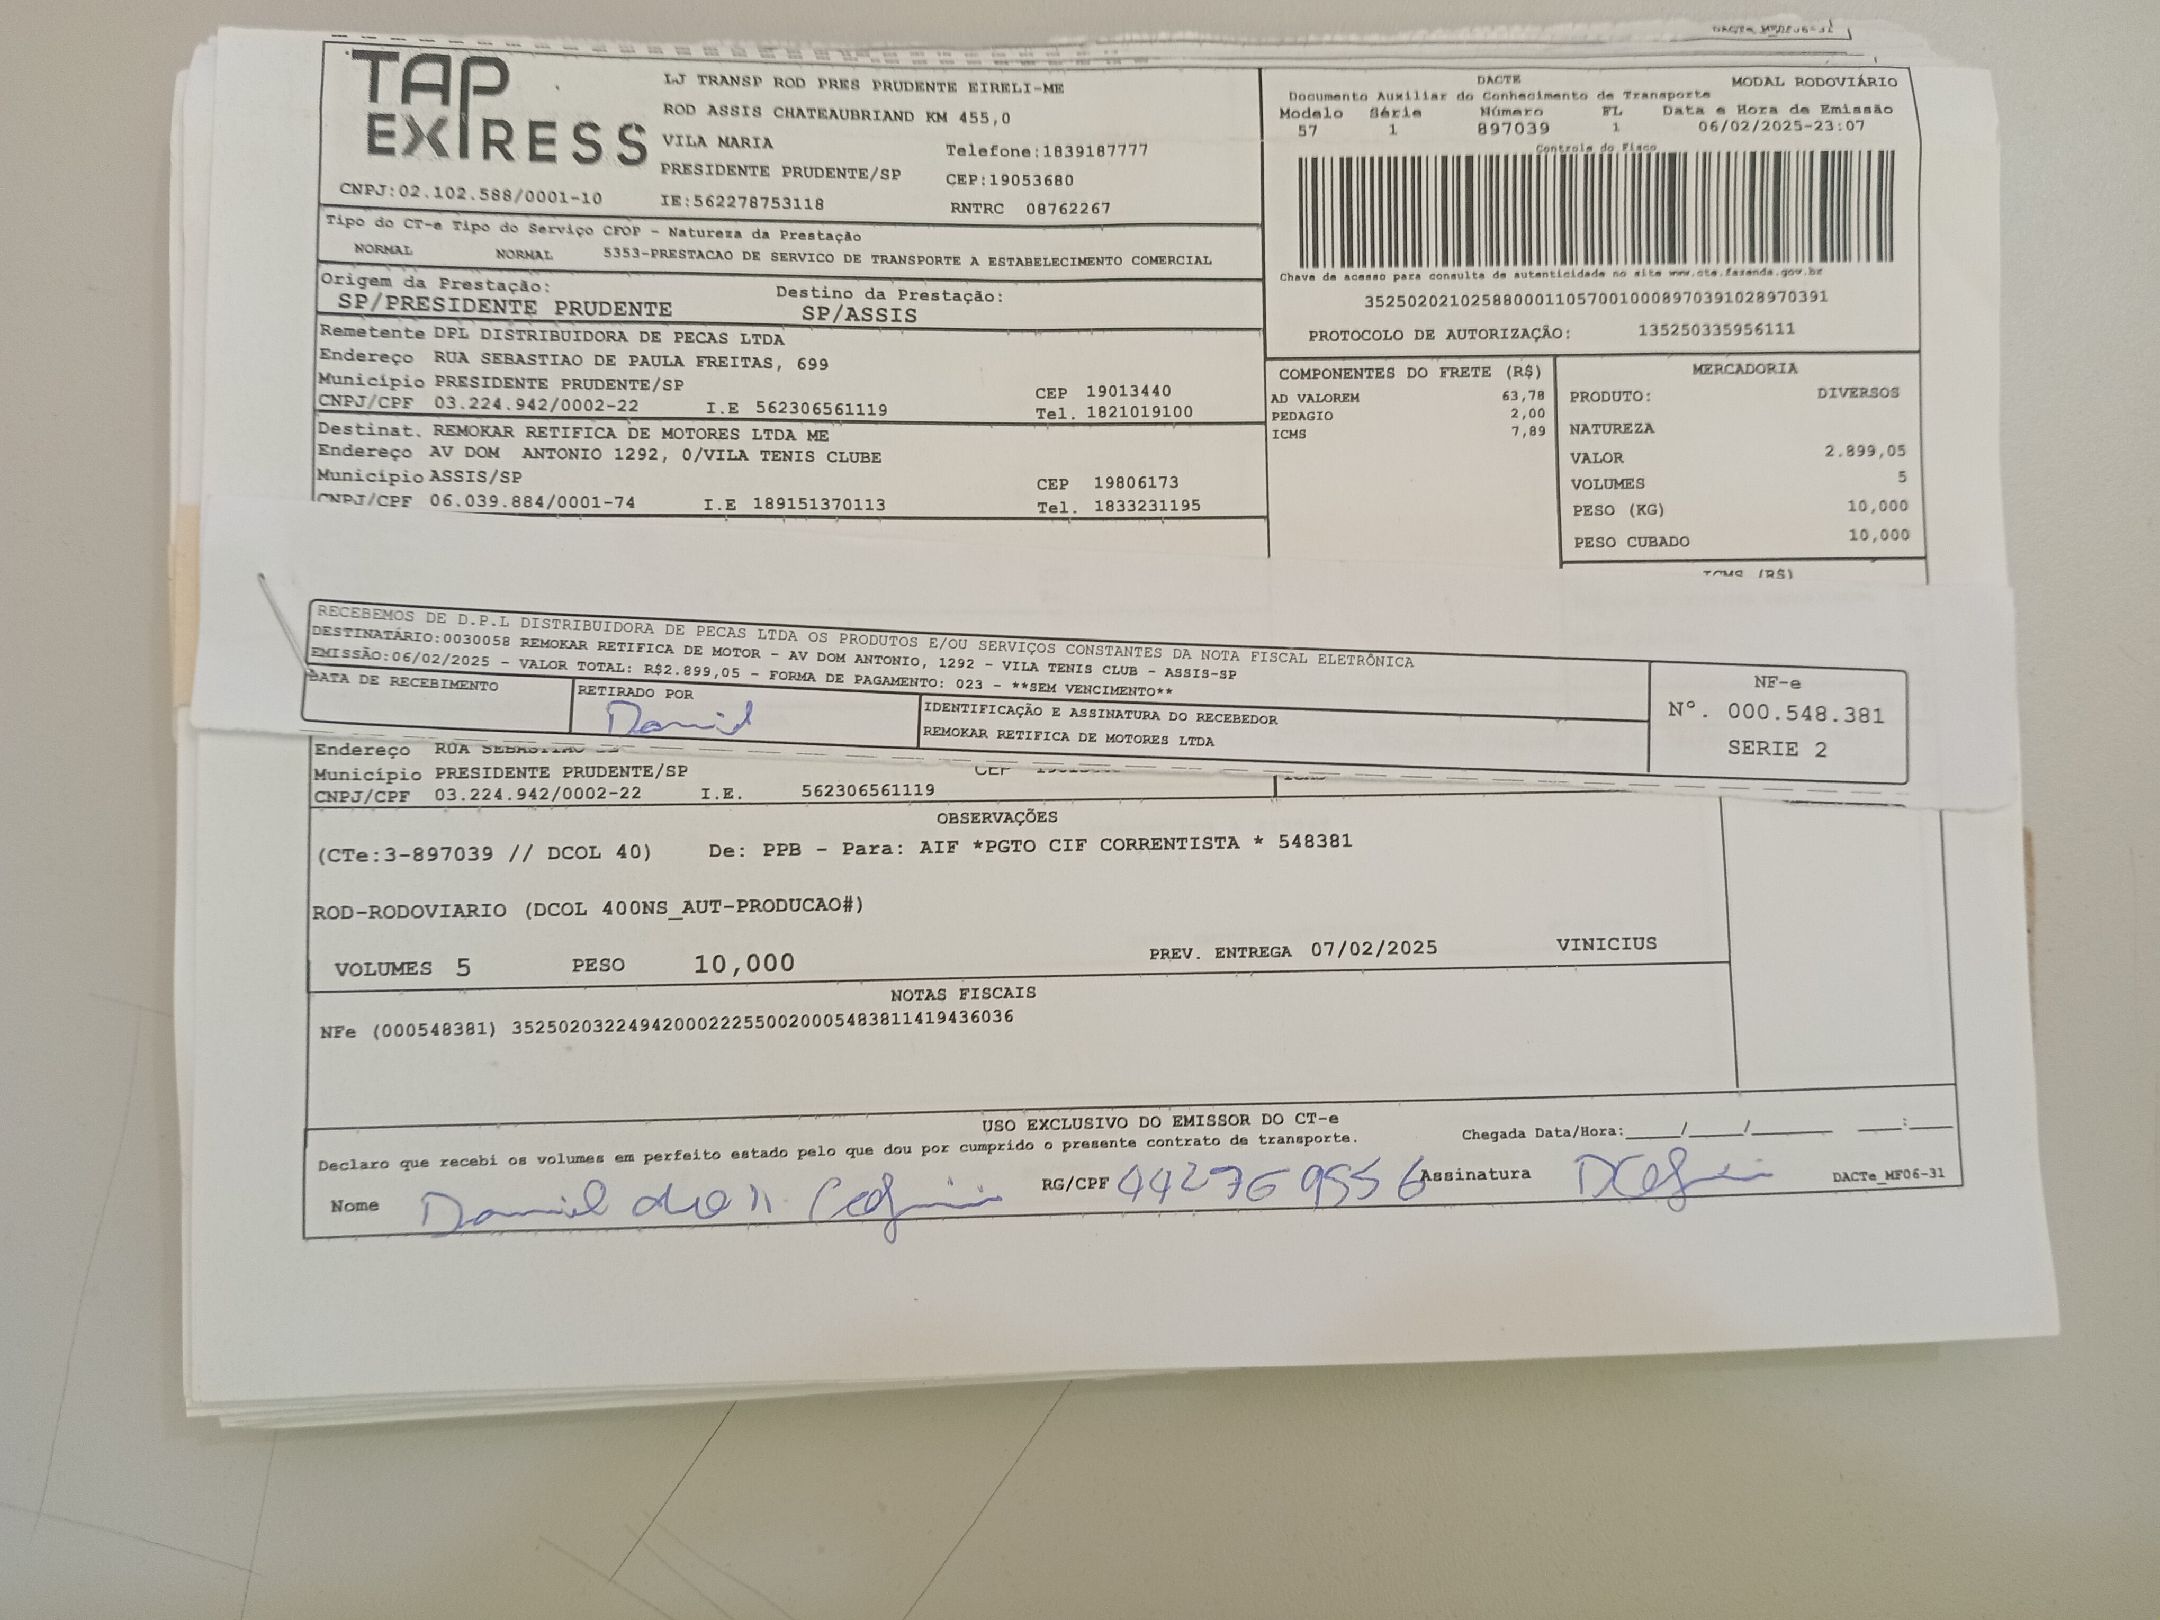 DACTe_MF06-31
TAP EXPRESS
LJ TRANSP ROD PRES PRUDENTE EIRELI-ME
ROD ASSIS CHATEAUBRIAND KM 455,0
VILA MARIA
Telefone:1839187777
PRESIDENTE PRUDENTE/SP
CEP:19053680
CNPJ:02.102.588/0001-10
IE:562278753118
RNTRC 08762267
DACTE
MODAL RODOVIÁRIO
Documento Auxiliar do Conhecimento de Transporte
Modelo Série Número FL Data e Hora de Emissão
57 1 897039 1 06/02/2025-23:07
Controle do Fisco
Chave de acesso para consulta de autenticidade no site www.cte.fazenda.gov.br
35250202102588000110570010008970391028970391
PROTOCOLO DE AUTORIZAÇÃO: 135250335956111
Tipo do CT-e Tipo do Serviço CFOP - Natureza da Prestação
NORMAL NORMAL 5353-PRESTACAO DE SERVICO DE TRANSPORTE A ESTABELECIMENTO COMERCIAL
Origem da Prestação: Destino da Prestação:
SP/PRESIDENTE PRUDENTE SP/ASSIS
Remetente DPL DISTRIBUIDORA DE PECAS LTDA
Endereço RUA SEBASTIAO DE PAULA FREITAS, 699
Município PRESIDENTE PRUDENTE/SP CEP 19013440
CNPJ/CPF 03.224.942/0002-22 I.E 562306561119 Tel. 1821019100
Destinat. REMOKAR RETIFICA DE MOTORES LTDA ME
Endereço AV DOM ANTONIO 1292, 0/VILA TENIS CLUBE
Município ASSIS/SP CEP 19806173
CNPJ/CPF 06.039.884/0001-74 I.E 189151370113 Tel. 1833231195
COMPONENTES DO FRETE (R$)
AD VALOREM 63,78
PEDAGIO 2,00
ICMS 7,89
MERCADORIA
PRODUTO: DIVERSOS
NATUREZA
VALOR 2.899,05
VOLUMES 5
PESO (KG) 10,000
PESO CUBADO 10,000
ICMS (R$)
RECEBEMOS DE D.P.L DISTRIBUIDORA DE PECAS LTDA OS PRODUTOS E/OU SERVIÇOS CONSTANTES DA NOTA FISCAL ELETRÔNICA
DESTINATÁRIO:0030058 REMOKAR RETIFICA DE MOTOR - AV DOM ANTONIO, 1292 - VILA TENIS CLUB - ASSIS-SP
EMISSÃO:06/02/2025 - VALOR TOTAL: R$2.899,05 - FORMA DE PAGAMENTO: 023 - **SEM VENCIMENTO**
DATA DE RECEBIMENTO
RETIRADO POR
Daniel
IDENTIFICAÇÃO E ASSINATURA DO RECEBEDOR
REMOKAR RETIFICA DE MOTORES LTDA
NF-e
Nº. 000.548.381
SERIE 2
Endereço RUA SEBASTIAO DE
Município PRESIDENTE PRUDENTE/SP CEP
CNPJ/CPF 03.224.942/0002-22 I.E. 562306561119
OBSERVAÇÕES
(CTe:3-897039 // DCOL 40) De: PPB - Para: AIF *PGTO CIF CORRENTISTA * 548381
ROD-RODOVIARIO (DCOL 400NS_AUT-PRODUCAO#)
VOLUMES 5 PESO 10,000 PREV. ENTREGA 07/02/2025 VINICIUS
NOTAS FISCAIS
NFe (000548381) 35250203224942000222550020005483811419436036
USO EXCLUSIVO DO EMISSOR DO CT-e
Declaro que recebi os volumes em perfeito estado pelo que dou por cumprido o presente contrato de transporte.
Chegada Data/Hora:____/____/______ ___:___
Nome Daniel RG/CPF 442769556 Assinatura
DACTe_MF06-31